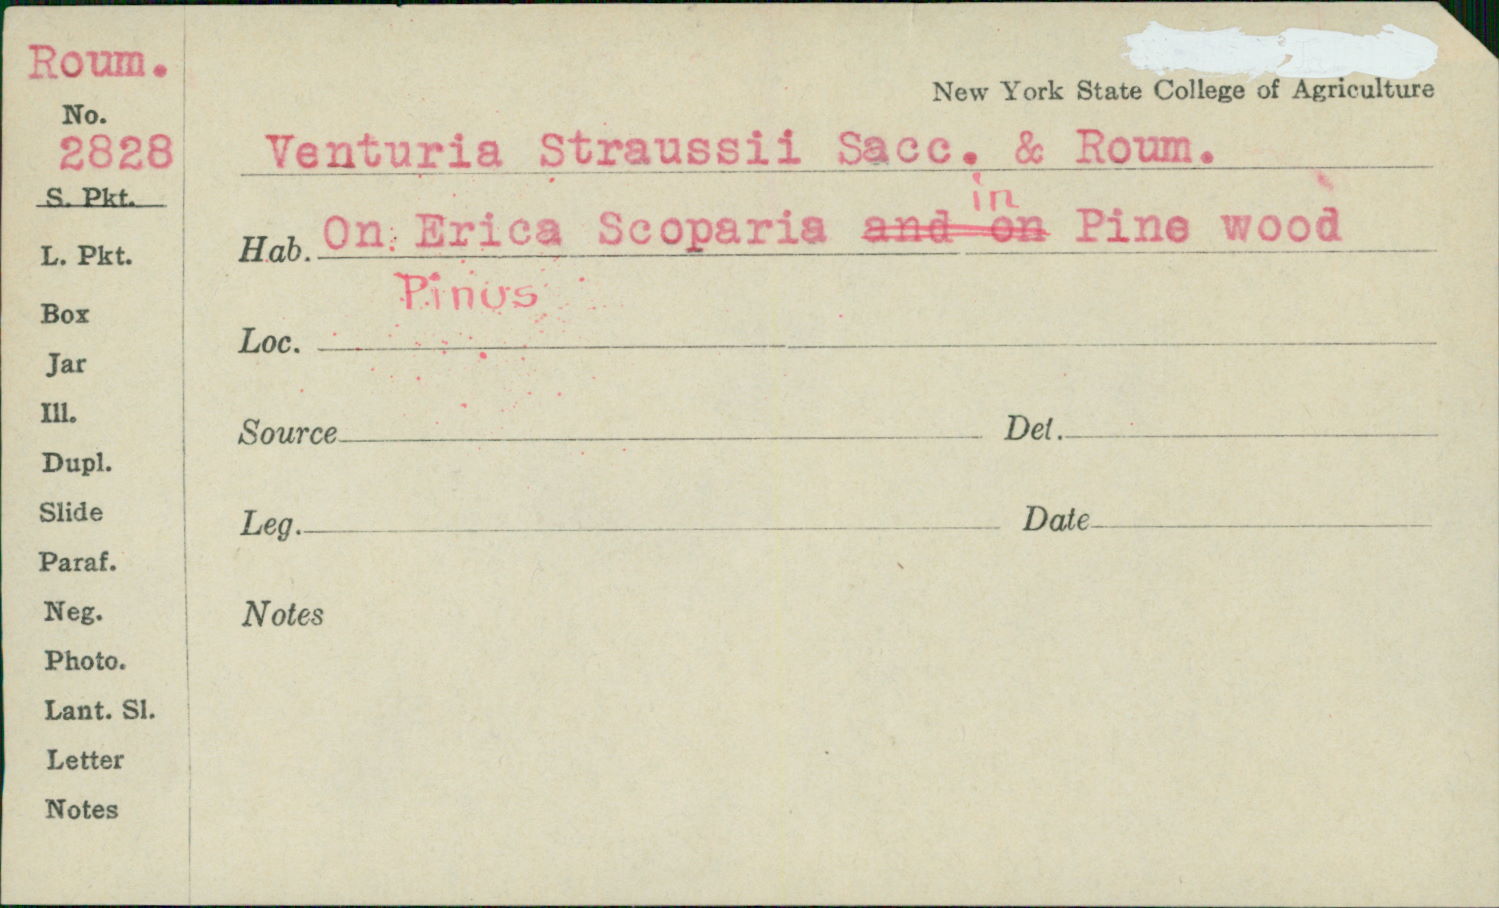 Roum.
No.
2828
S. Pkt.
L. Pkt.
Box
Jar
Ill.
Dupl.
Slide
Paraf.
Neg.
Photo.
Lant. Sl.
Letter
Notes
New York State College of Agriculture
Venturia Straussii Sacc. & Roum.
in
Hab. On Erica Scoparia and on Pine wood
Pinus
Loc.
Source Det.
Leg. Date
Notes